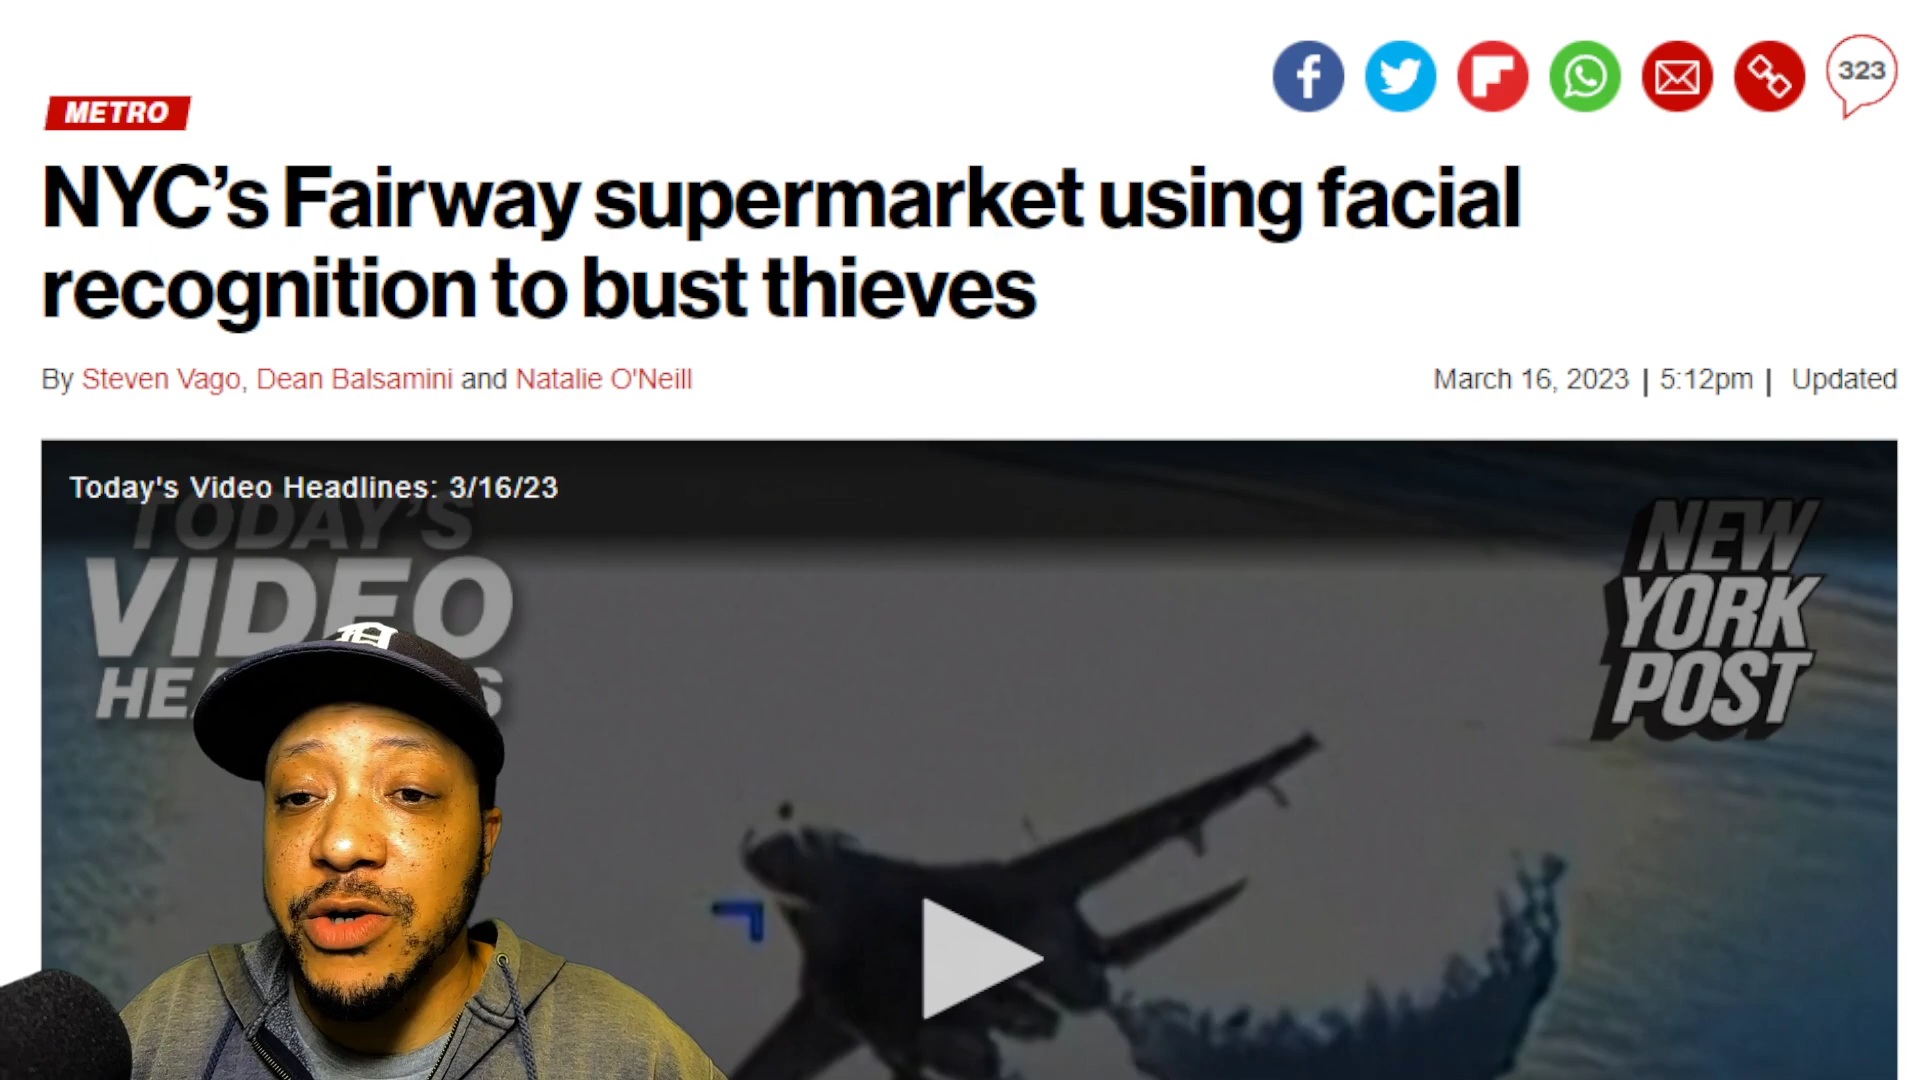 323
METRO
NYC's Fairway supermarket using facial
recognition to bust thieves
By Steven Vago, Dean Balsamini and Natalie O'Neill
March 16, 2023 | 5:12pm | Updated
Today's Video Headlines: 3/16/23
TODAY'S
VIDEO
NEW
YORK
POST